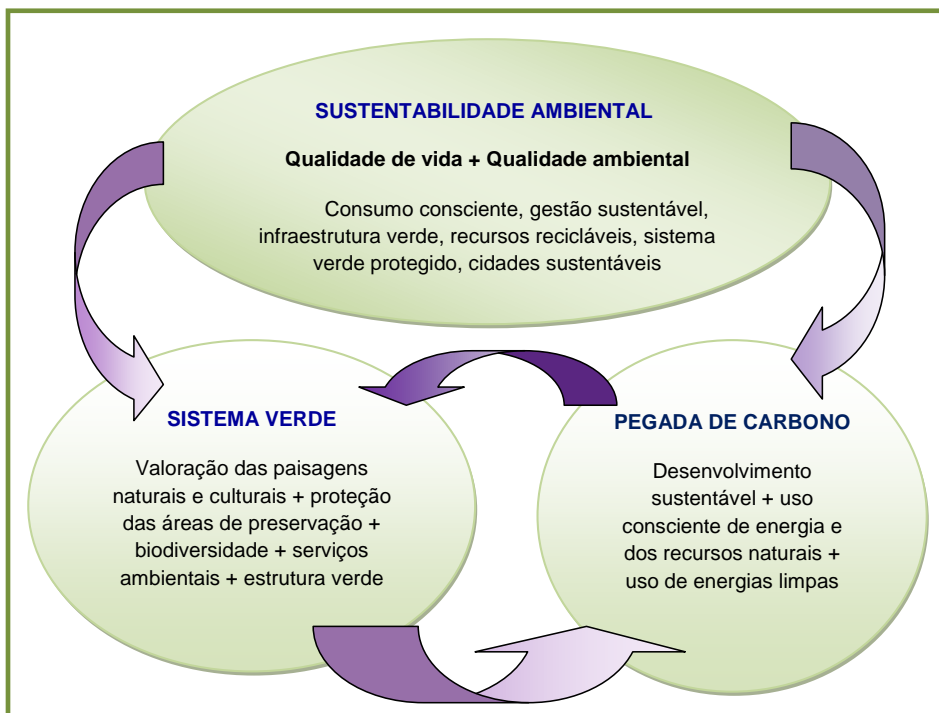 SUSTENTABILIDADE AMBIENTAL
Qualidade de vida + Qualidade ambiental
Consumo consciente, gestão sustentável,
infraestrutura verde, recursos recicláveis, sistema
verde protegido, cidades sustentáveis
SISTEMA VERDE
Valoração das paisagens
naturais e culturais + proteção
das áreas de preservação +
biodiversidade + serviços
ambientais + estrutura verde
PEGADA DE CARBONO
Desenvolvimento
sustentável + uso
consciente de energia e
dos recursos naturais +
uso de energias limpas